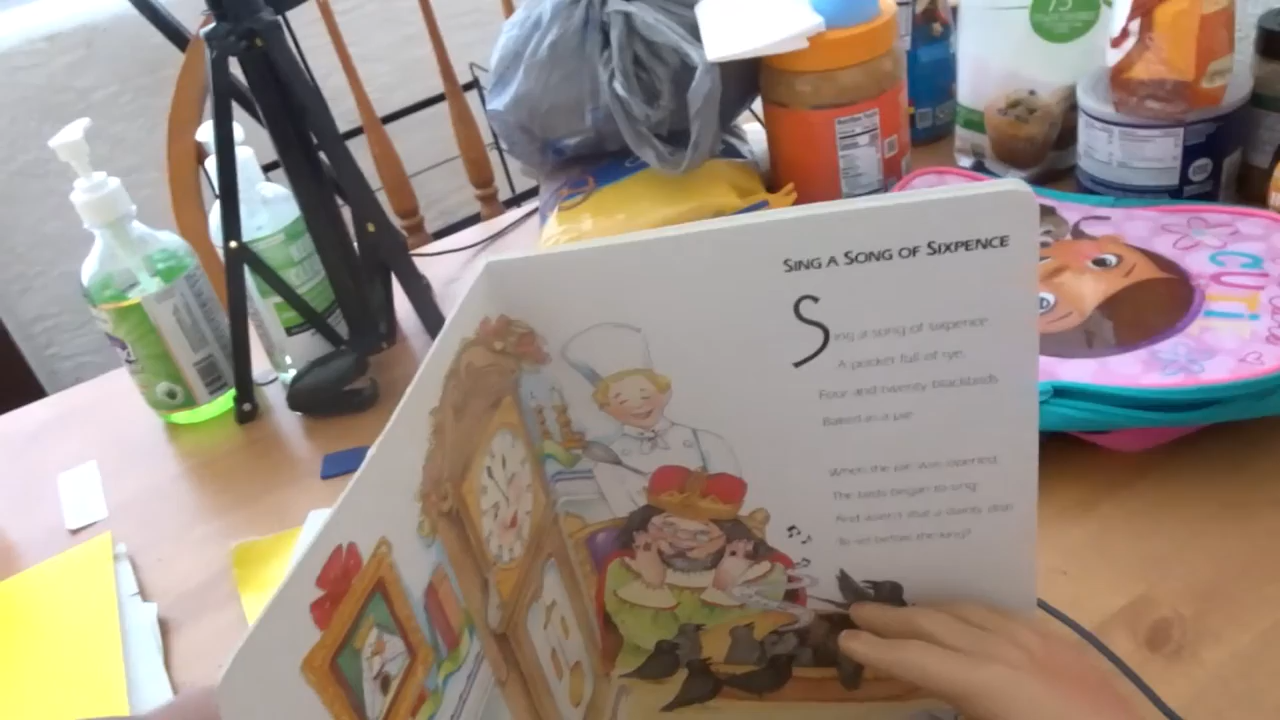 75
SING A SONG OF SIXPENCE
Sing a song of sixpence
A pocket full of rye,
Four and twenty blackbirds
Baked in a pie
When the pie was opened,
The birds began to sing;
And wasn't that a dainty dish
To set before the king?
CUTIE